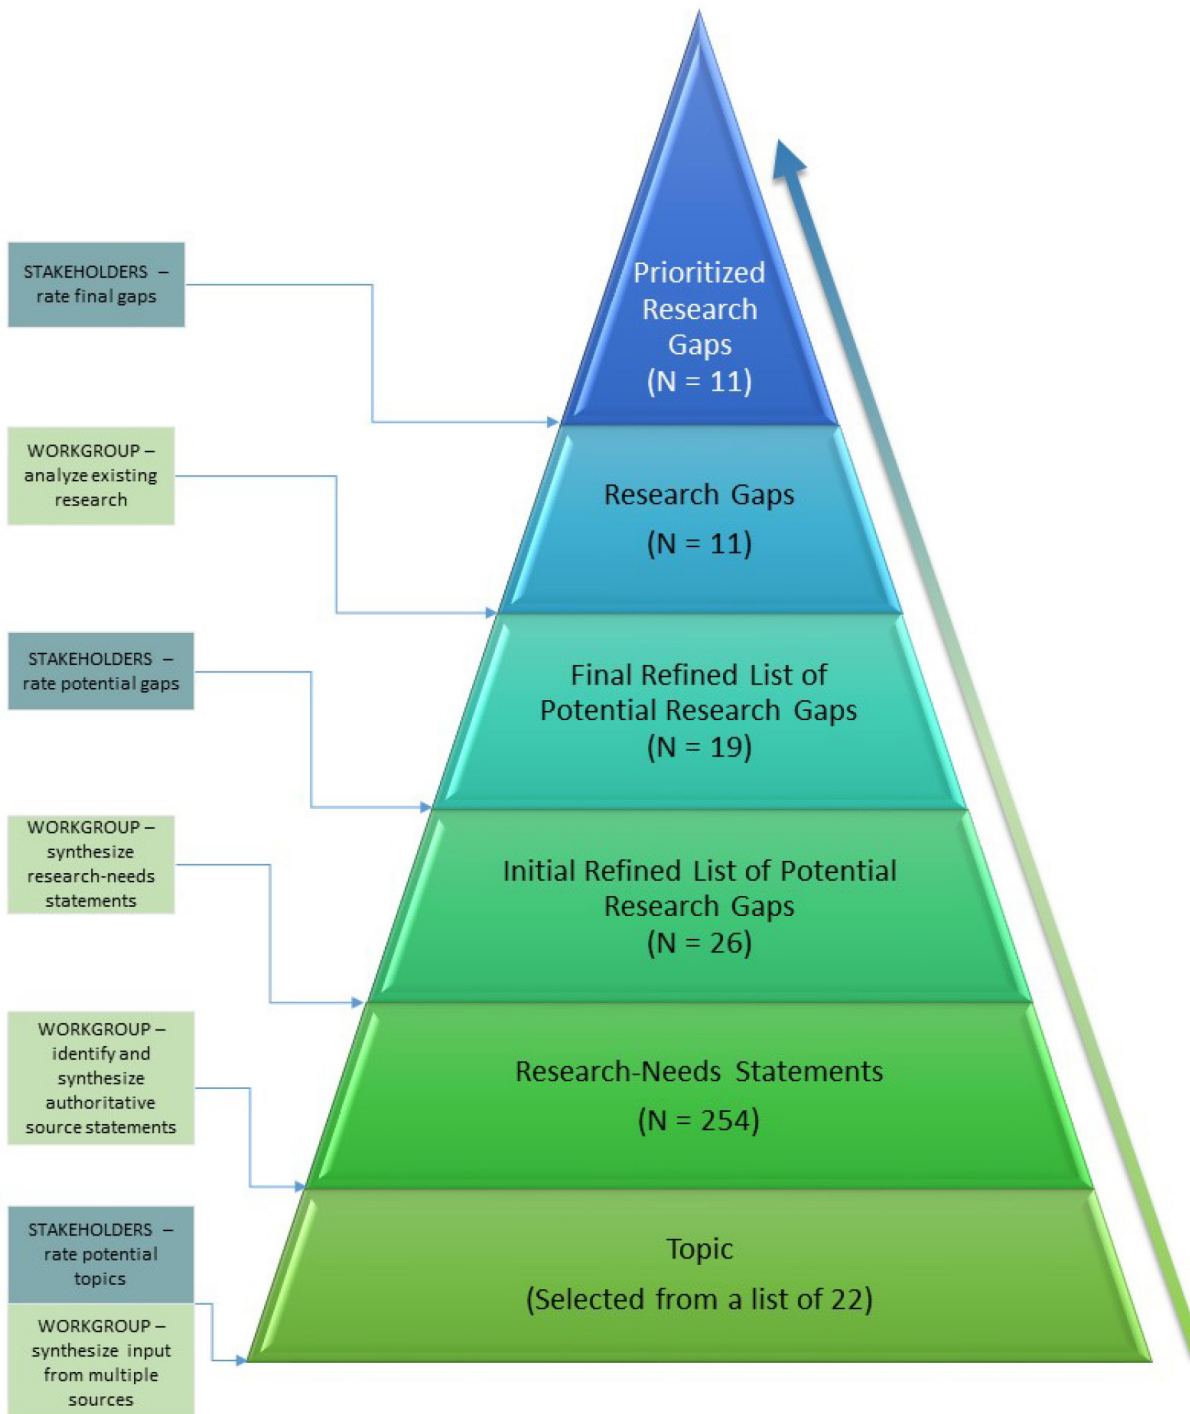 STAKEHOLDERS –
rate final gaps
WORKGROUP –
analyze existing
research
STAKEHOLDERS –
rate potential gaps
WORKGROUP –
synthesize
research-needs
statements
WORKGROUP –
identify and
synthesize
authoritative
source statements
STAKEHOLDERS –
rate potential
topics
WORKGROUP –
synthesize input
from multiple
sources
Prioritized
Research
Gaps
(N = 11)
Research Gaps
(N = 11)
Final Refined List of
Potential Research Gaps
(N = 19)
Initial Refined List of Potential
Research Gaps
(N = 26)
Research-Needs Statements
(N = 254)
Topic
(Selected from a list of 22)